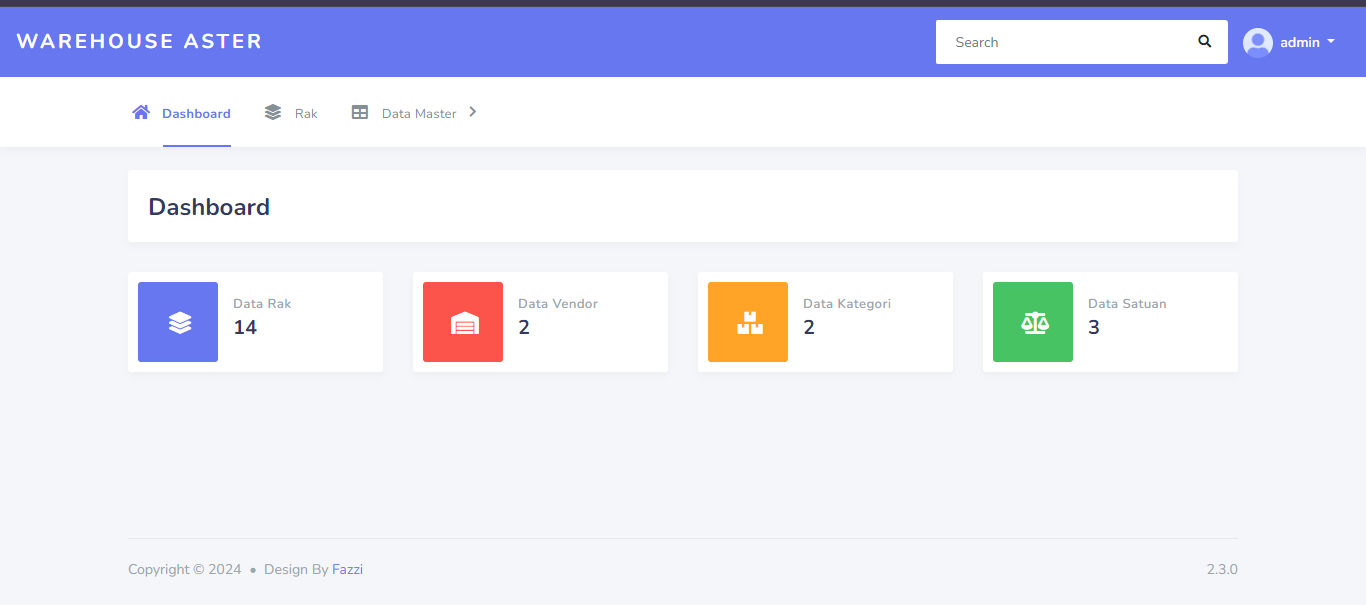 WAREHOUSE ASTER
Search
admin
Dashboard
Rak
Data Master
Dashboard
Data Rak
14
Data Vendor
2
Data Kategori
2
Data Satuan
3
Copyright © 2024 • Design By Fazzi
2.3.0